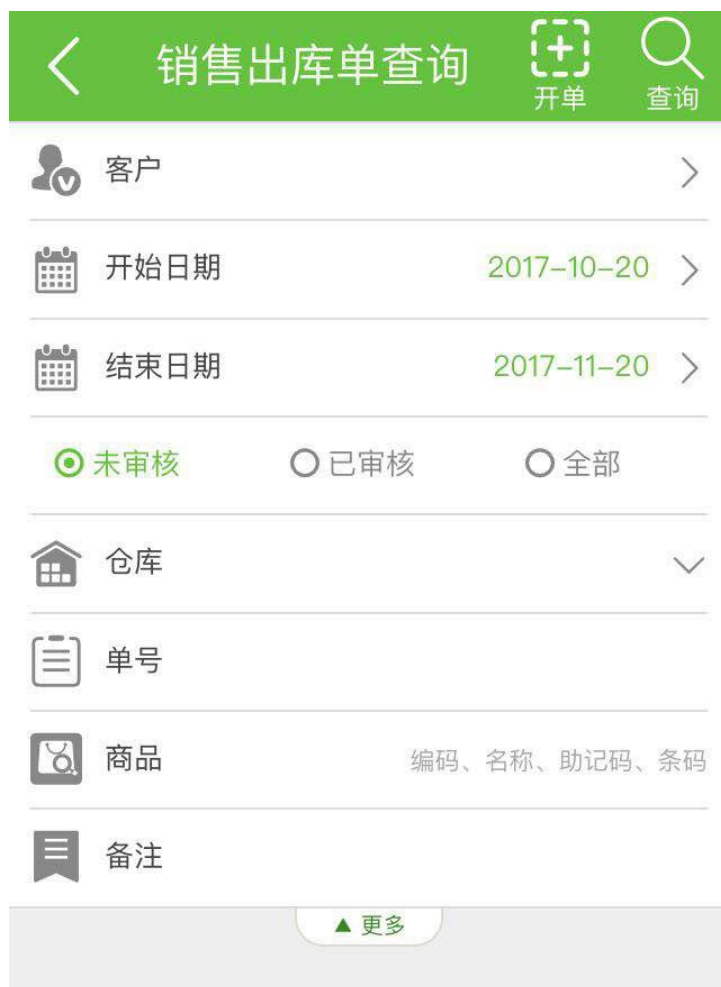 销售出库单查询
开单
查询
客户
开始日期 2017-10-20
结束日期 2017-11-20
未审核 已审核 全部
仓库
单号
商品 编码、名称、助记码、条码
备注
▲ 更多